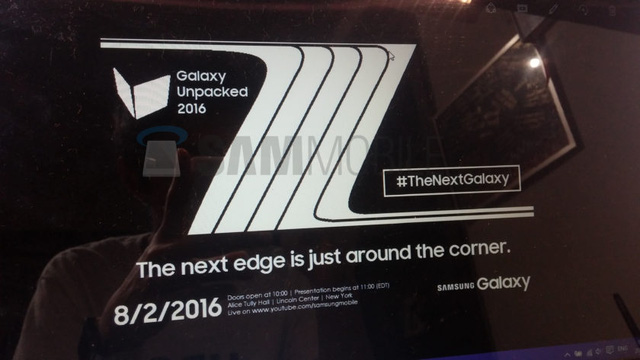 Galaxy
Unpacked
2016
SAMMOBILE
#TheNextGalaxy
The next edge is just around the corner.
8/2/2016
Doors open at 10:00 | Presentation begins at 11:00 (EDT)
Alice Tully Hall | Lincoln Center | New York
Live on www.youtube.com/samsungmobile
SAMSUNG Galaxy
ENG